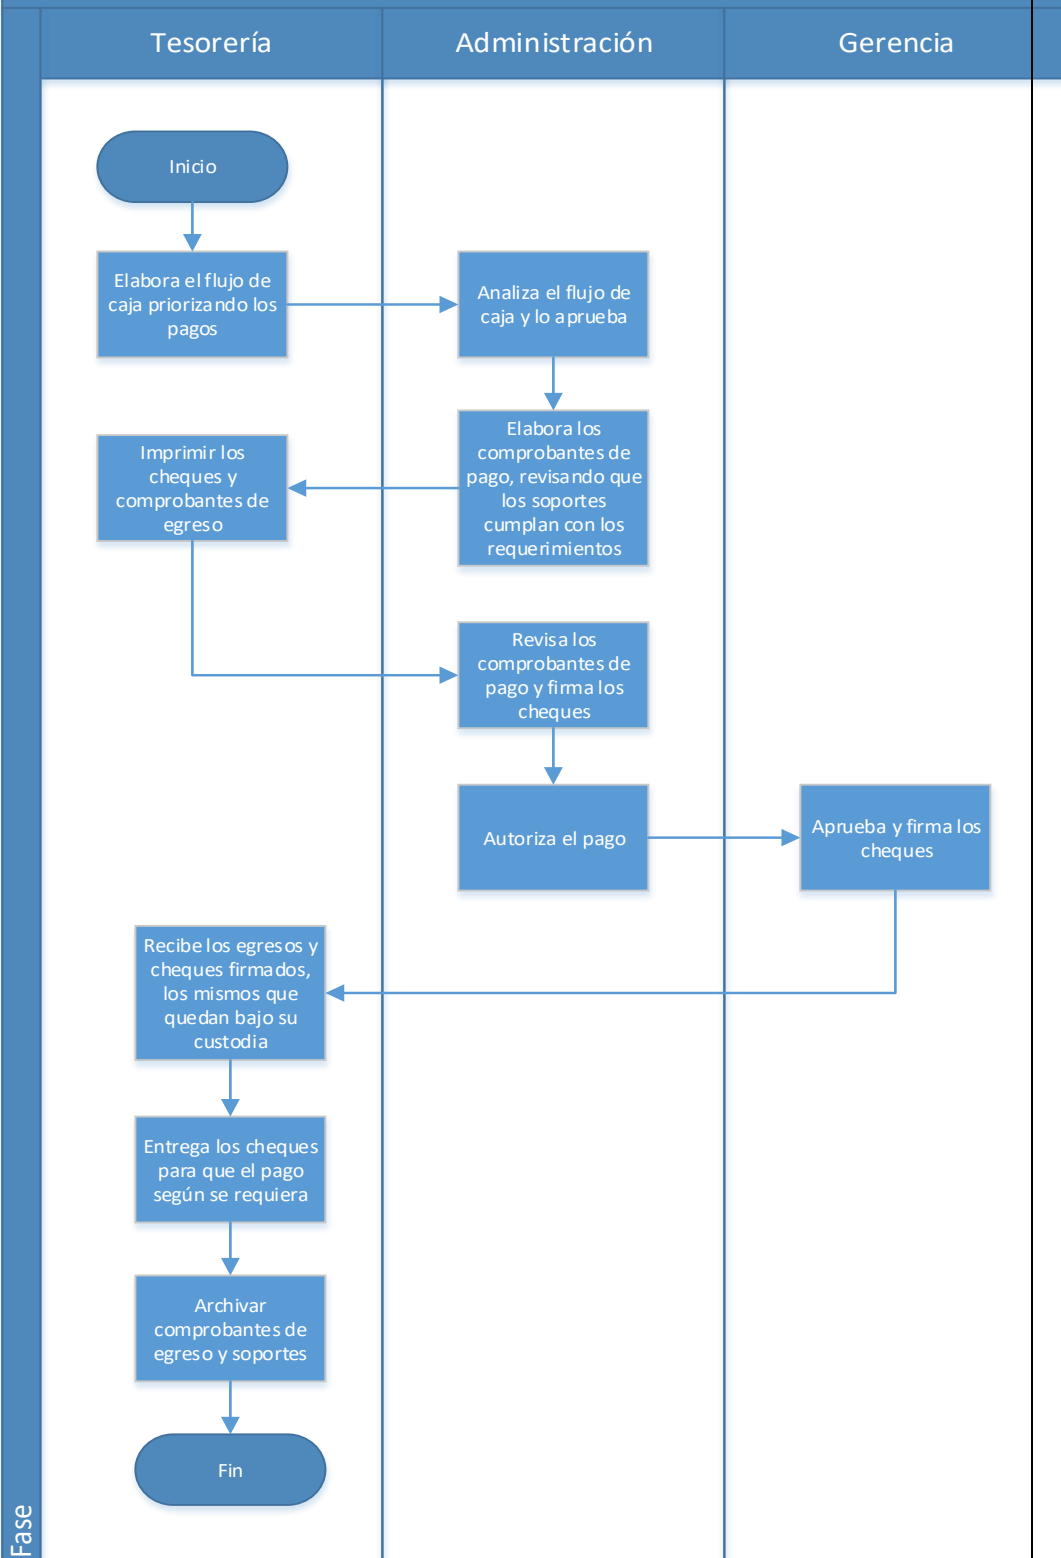 Tesorería
Administración
Gerencia
Inicio
Elabora el flujo de
caja priorizando los
pagos
Analiza el flujo de
caja y lo aprueba
Elabora los
comprobantes de
pago, revisando que
los soportes
cumplan con los
requerimientos
Imprimir los
cheques y
comprobantes de
egreso
Revisa los
comprobantes de
pago y firma los
cheques
Autoriza el pago
Aprueba y firma los
cheques
Recibe los egresos y
cheques firmados,
los mismos que
quedan bajo su
custodia
Entrega los cheques
para que el pago
según se requiera
Archivar
comprobantes de
egreso y soportes
Fin
Fase